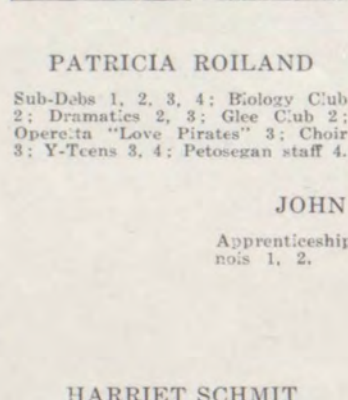 PATRICIA ROILAND
Sub-Debs 1, 2, 3, 4; Biology Club
2; Dramatics 2, 3; Glee Club 2;
Operetta "Love Pirates" 3; Choir
3; Y-Teens 3, 4; Petosegan staff 4.
JOHN
Apprenticeship
nois 1, 2.
HARRIET SCHMIT